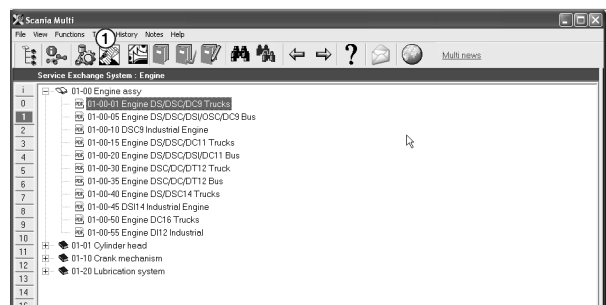 Scania Multi
File View Functions T History Notes Help
1
Multi news
Service Exchange System : Engine
i
0
1
2
3
4
5
6
7
8
9
10
11
12
13
14
01-00 Engine assy
01-00-01 Engine DS/DSC/DC9 Trucks
01-00-05 Engine DS/DSC/DSI/OSC/DC9 Bus
01-00-10 DSC9 Industrial Engine
01-00-15 Engine DS/DSC/DC11 Trucks
01-00-20 Engine DS/DSC/DSI/DC11 Bus
01-00-30 Engine DSC/DC/DT12 Truck
01-00-35 Engine DSC/DC/DT12 Bus
01-00-40 Engine DS/DSC14 Trucks
01-00-45 DSI14 Industrial Engine
01-00-50 Engine DC16 Trucks
01-00-55 Engine DI12 Industrial
01-01 Cylinder head
01-10 Crank mechanism
01-20 Lubrication system